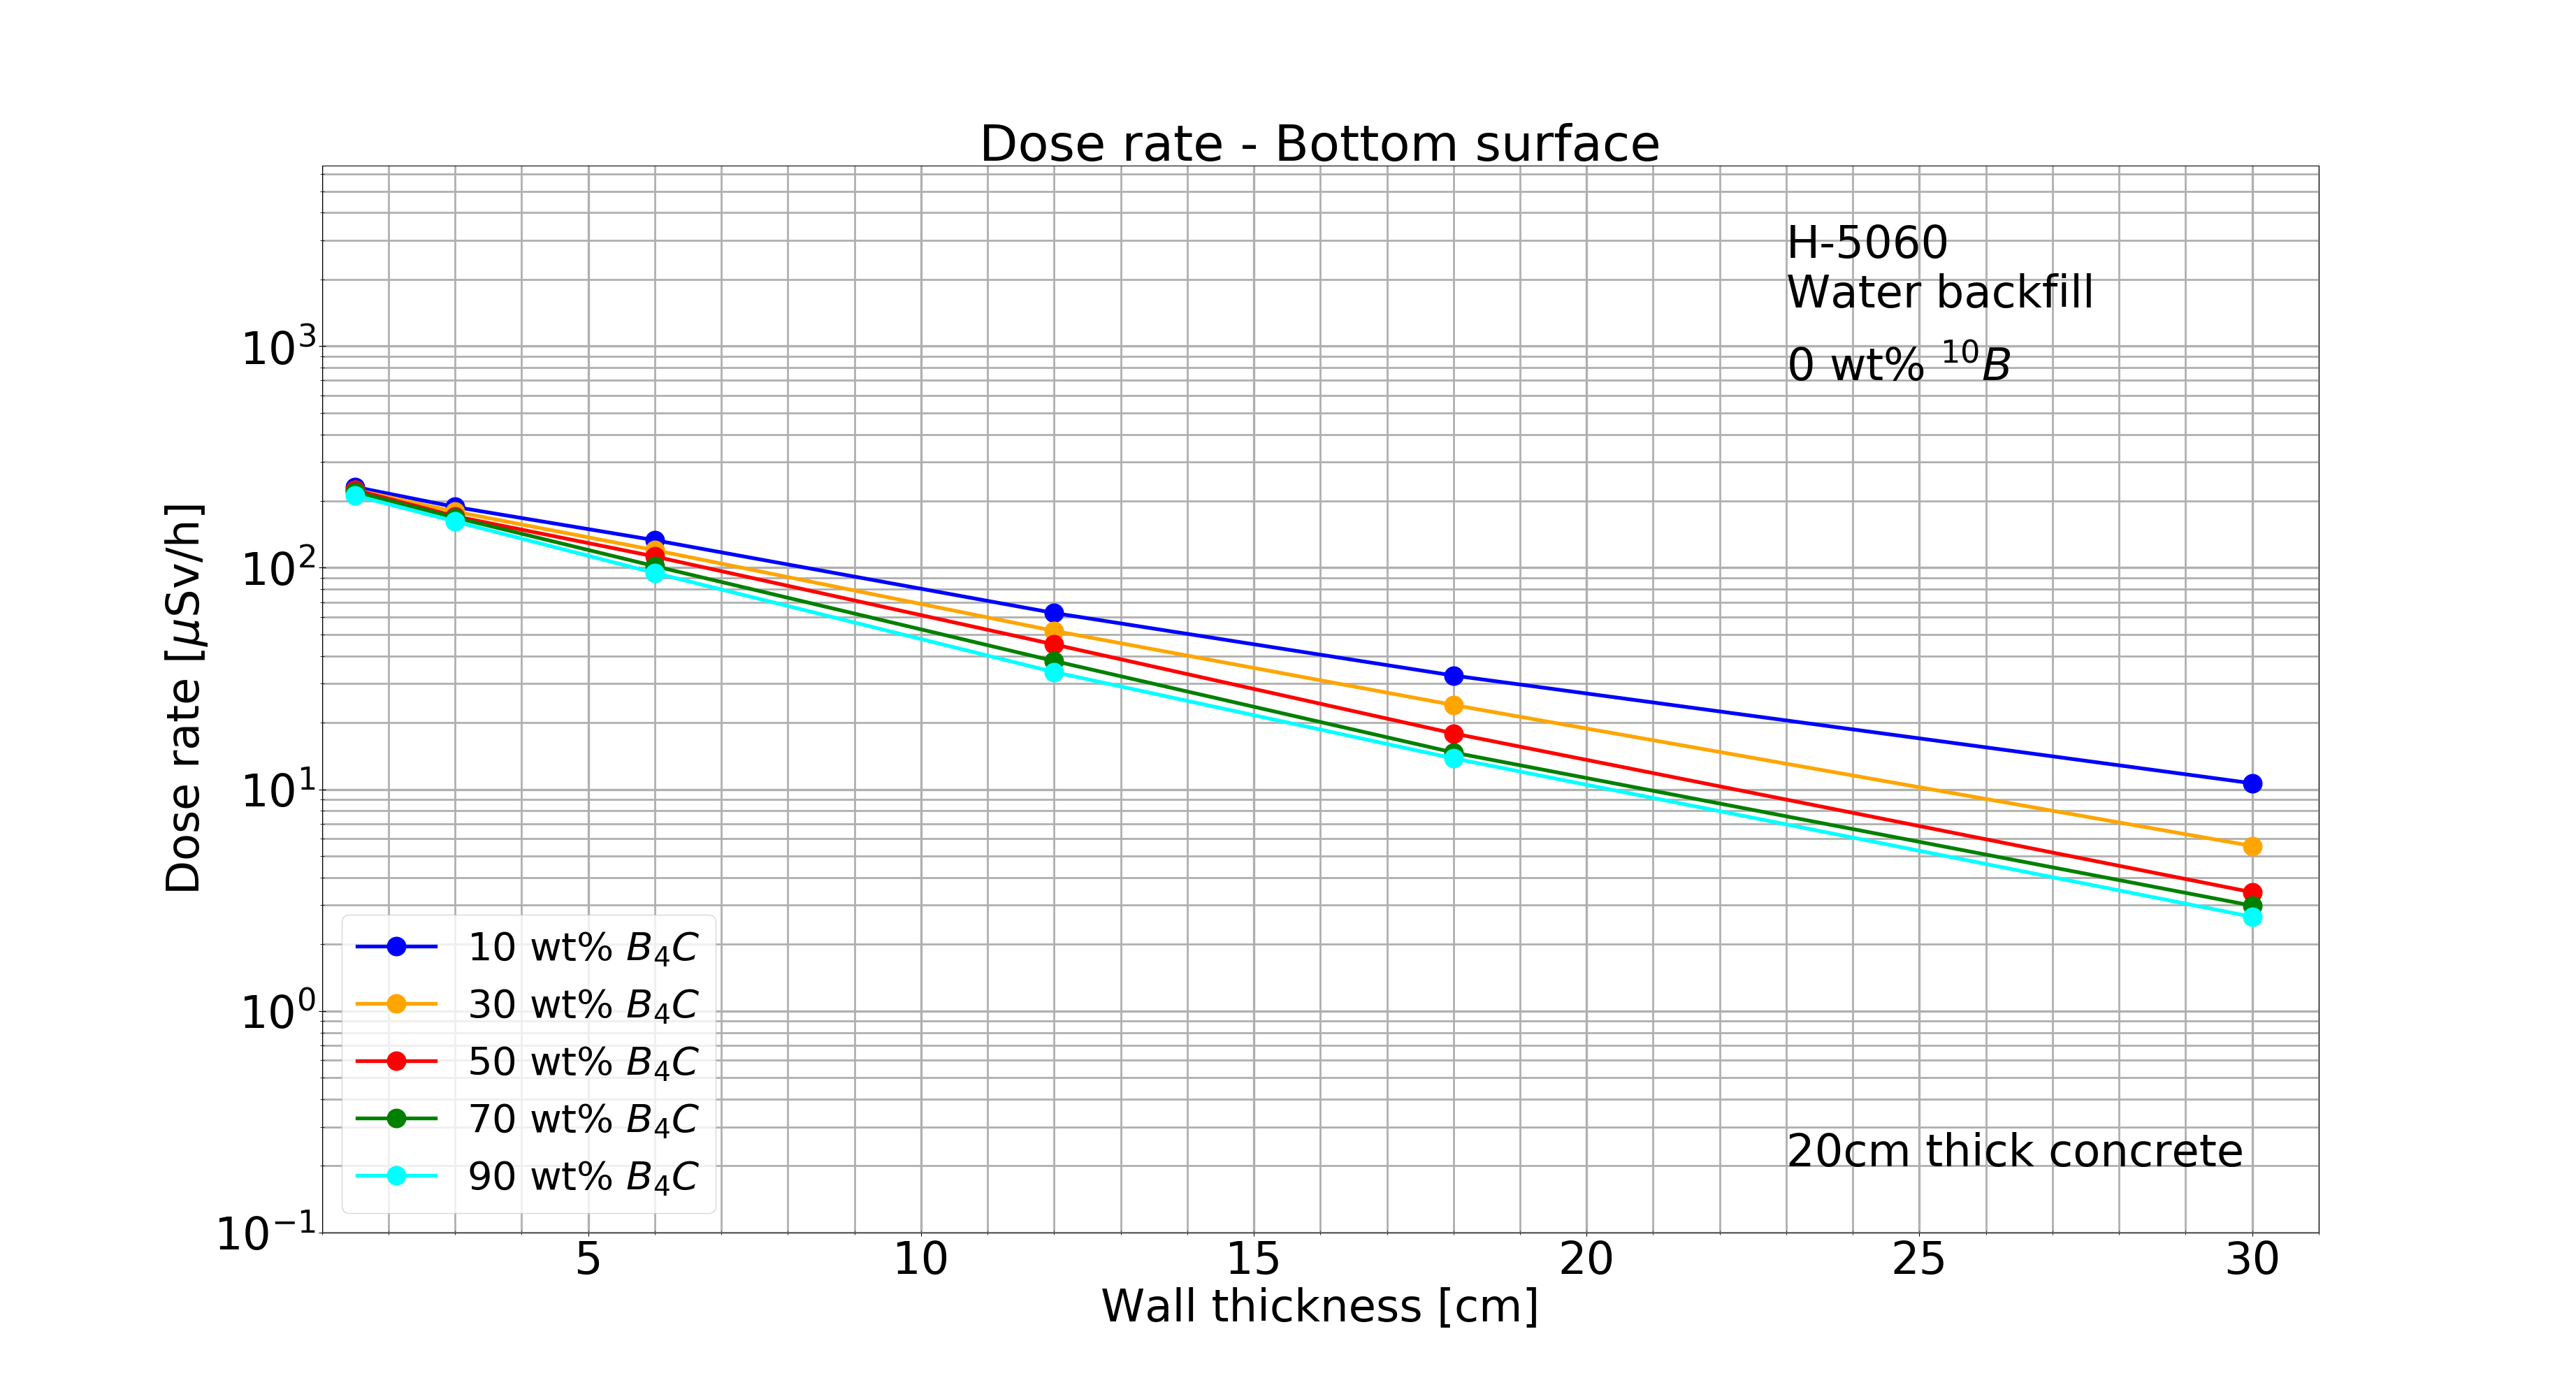 Dose rate - Bottom surface
H-5060
Water backfill
0 wt% ¹⁰B
Dose rate [μSv/h]
10³
10²
10¹
10⁰
10⁻¹
10 wt% B₄C
30 wt% B₄C
50 wt% B₄C
70 wt% B₄C
90 wt% B₄C
20cm thick concrete
5 10 15 20 25 30
Wall thickness [cm]